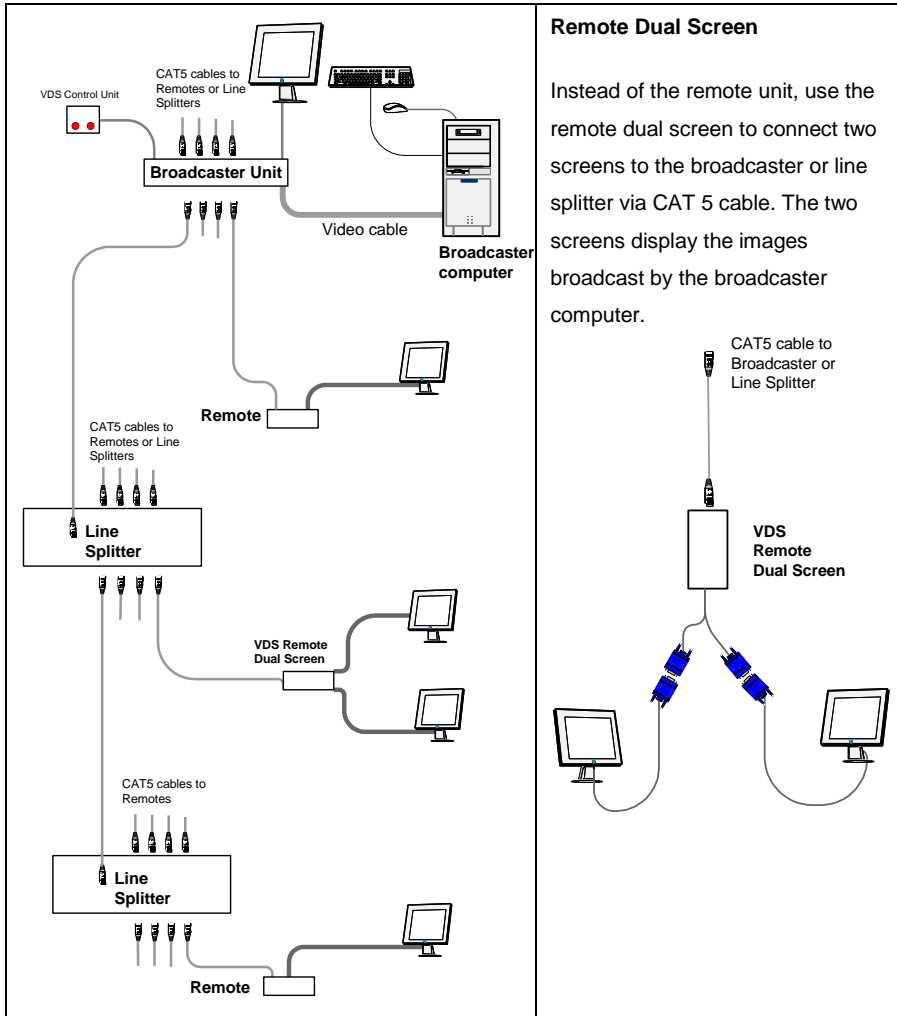 CAT5 cables to
Remotes or Line
Splitters
VDS Control Unit
Broadcaster Unit
Video cable
Broadcaster
computer
Remote
CAT5 cables to
Remotes or Line
Splitters
Line
Splitter
VDS Remote
Dual Screen
CAT5 cables to
Remotes
Line
Splitter
Remote
Remote Dual Screen
Instead of the remote unit, use the
remote dual screen to connect two
screens to the broadcaster or line
splitter via CAT 5 cable. The two
screens display the images
broadcast by the broadcaster
computer.
CAT5 cable to
Broadcaster or
Line Splitter
VDS
Remote
Dual Screen